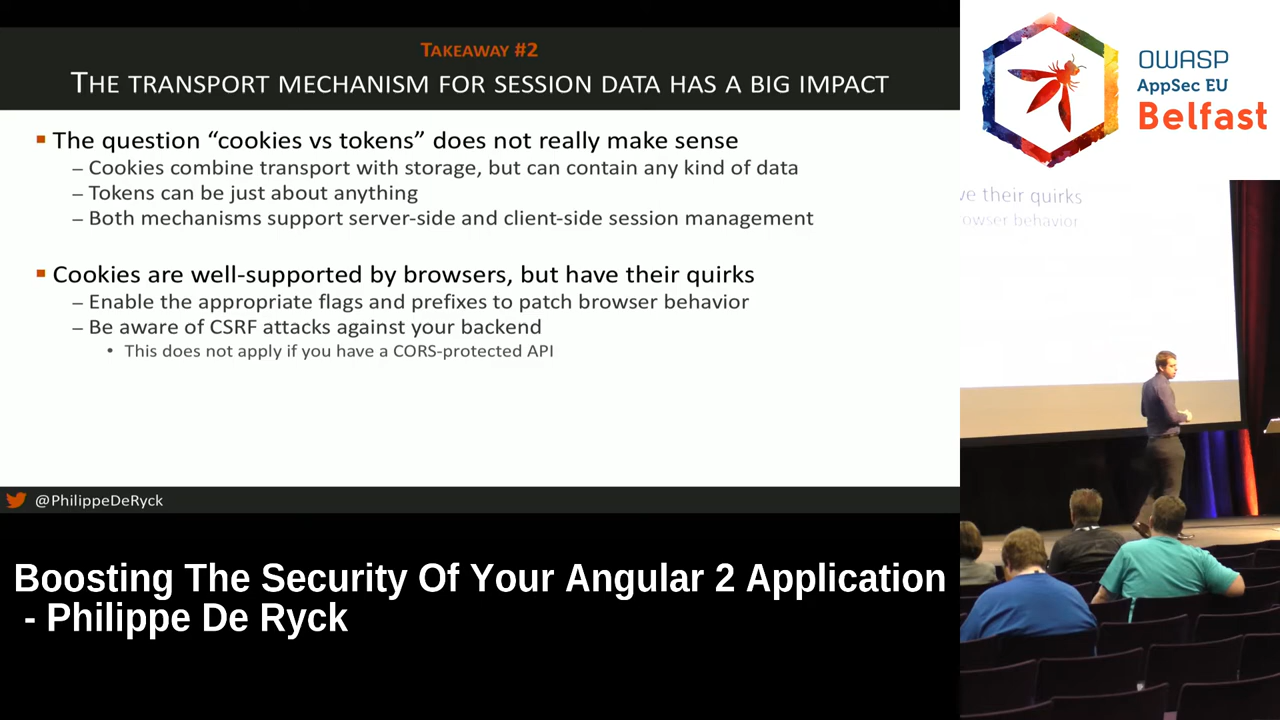 TAKEAWAY #2
THE TRANSPORT MECHANISM FOR SESSION DATA HAS A BIG IMPACT
▪ The question “cookies vs tokens” does not really make sense
– Cookies combine transport with storage, but can contain any kind of data
– Tokens can be just about anything
– Both mechanisms support server-side and client-side session management
▪ Cookies are well-supported by browsers, but have their quirks
– Enable the appropriate flags and prefixes to patch browser behavior
– Be aware of CSRF attacks against your backend
• This does not apply if you have a CORS-protected API
@PhilippeDeRyck
Boosting The Security Of Your Angular 2 Application
- Philippe De Ryck
OWASP
AppSec EU
Belfast
ve their quirks
owser behavior